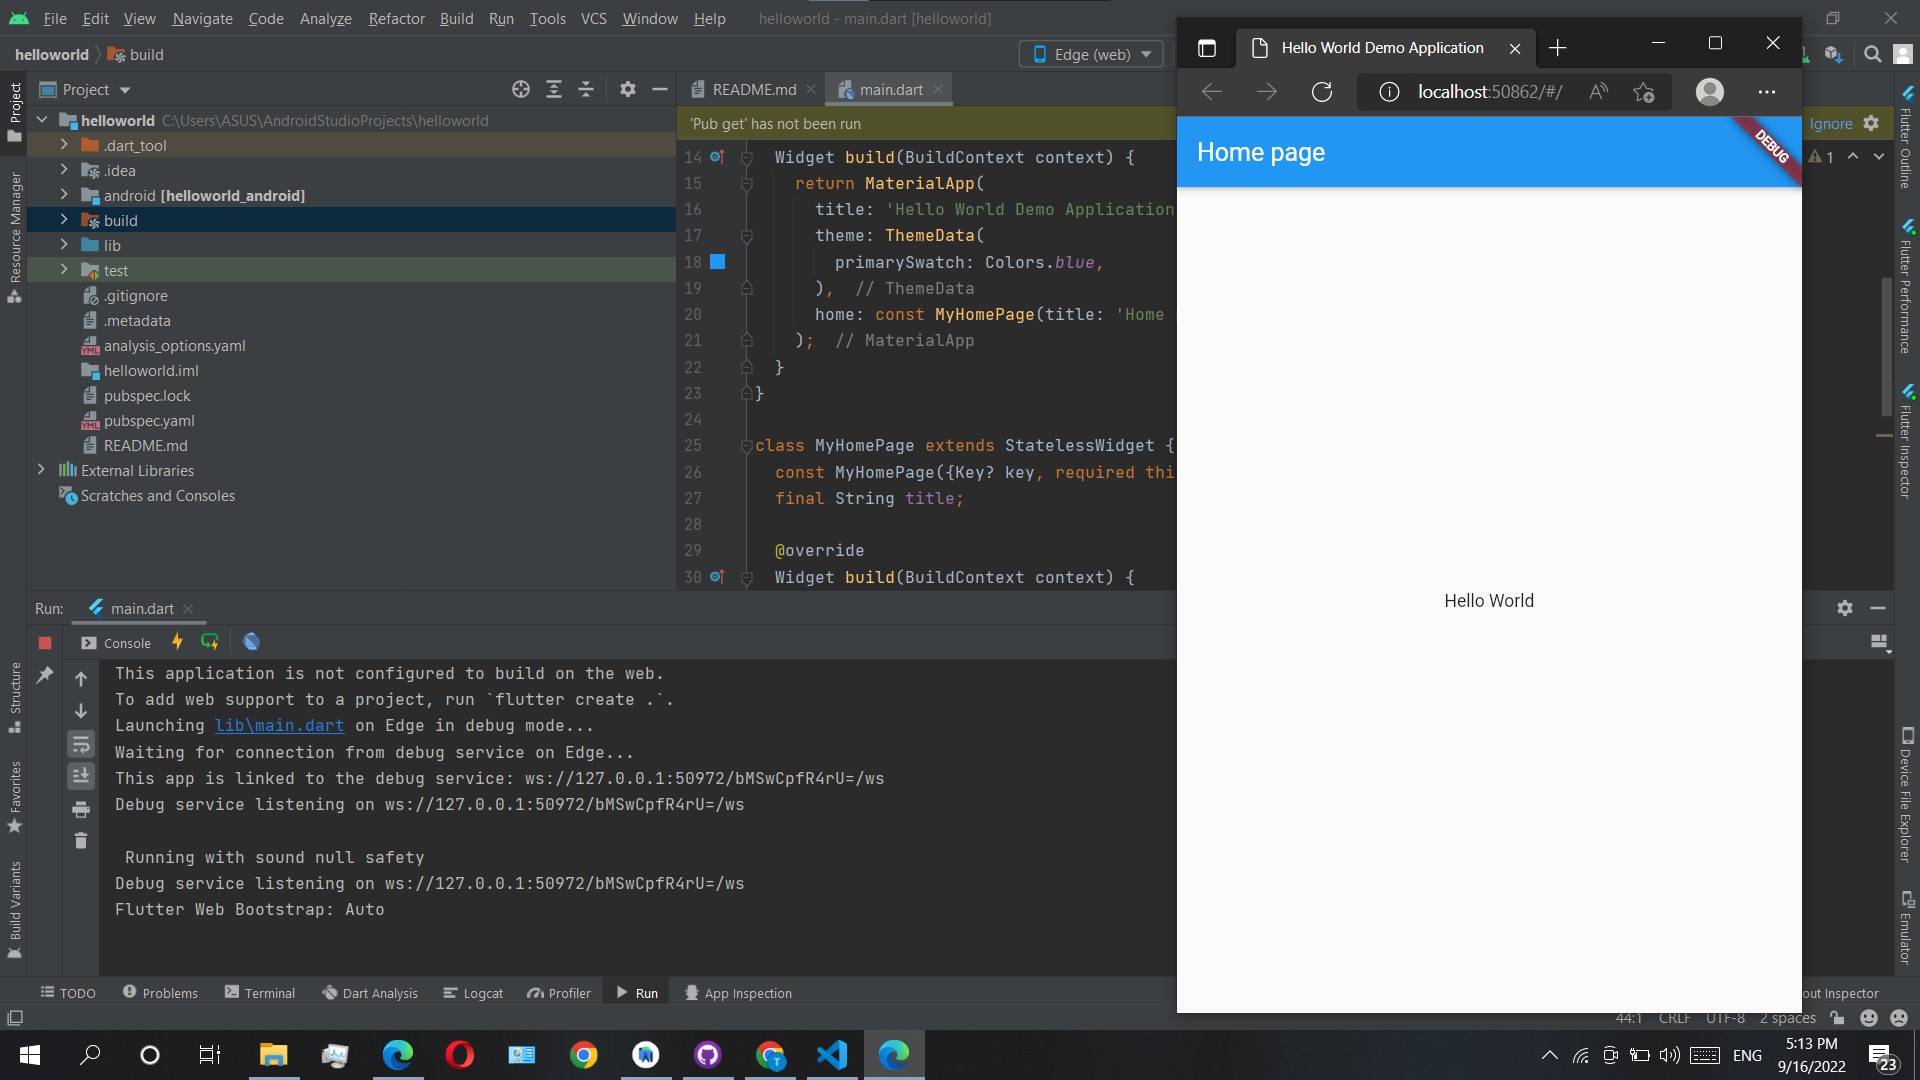 File Edit View Navigate Code Analyze Refactor Build Run Tools VCS Window Help helloworld - main.dart [helloworld]
helloworld build
Edge (web)
Project
README.md
main.dart
'Pub get' has not been run
Ignore
helloworld C:\Users\ASUS\AndroidStudioProjects\helloworld
.dart_tool
.idea
android [helloworld_android]
build
lib
test
.gitignore
.metadata
analysis_options.yaml
helloworld.iml
pubspec.lock
pubspec.yaml
README.md
External Libraries
Scratches and Consoles
1
14 Widget build(BuildContext context) {
15 return MaterialApp(
16 title: 'Hello World Demo Application
17 theme: ThemeData(
18 primarySwatch: Colors.blue,
19 ), // ThemeData
20 home: const MyHomePage(title: 'Home
21 ); // MaterialApp
22 }
23 }
24
25 class MyHomePage extends StatelessWidget {
26 const MyHomePage({Key? key, required thi
27 final String title;
28
29 @override
30 Widget build(BuildContext context) {
Hello World Demo Application
localhost:50862/#/
Home page
DEBUG
Hello World
Project
Resource Manager
Structure
Favorites
Build Variants
Flutter Outline
Flutter Performance
Flutter Inspector
Device File Explorer
Emulator
Run: main.dart
Console
This application is not configured to build on the web.
To add web support to a project, run `flutter create .`.
Launching lib\main.dart on Edge in debug mode...
Waiting for connection from debug service on Edge...
This app is linked to the debug service: ws://127.0.0.1:50972/bMSwCpfR4rU=/ws
Debug service listening on ws://127.0.0.1:50972/bMSwCpfR4rU=/ws
Running with sound null safety
Debug service listening on ws://127.0.0.1:50972/bMSwCpfR4rU=/ws
Flutter Web Bootstrap: Auto
TODO Problems Terminal Dart Analysis Logcat Profiler Run App Inspection
out Inspector
44:1 CRLF UTF-8 2 spaces
ENG
5:13 PM
9/16/2022
23